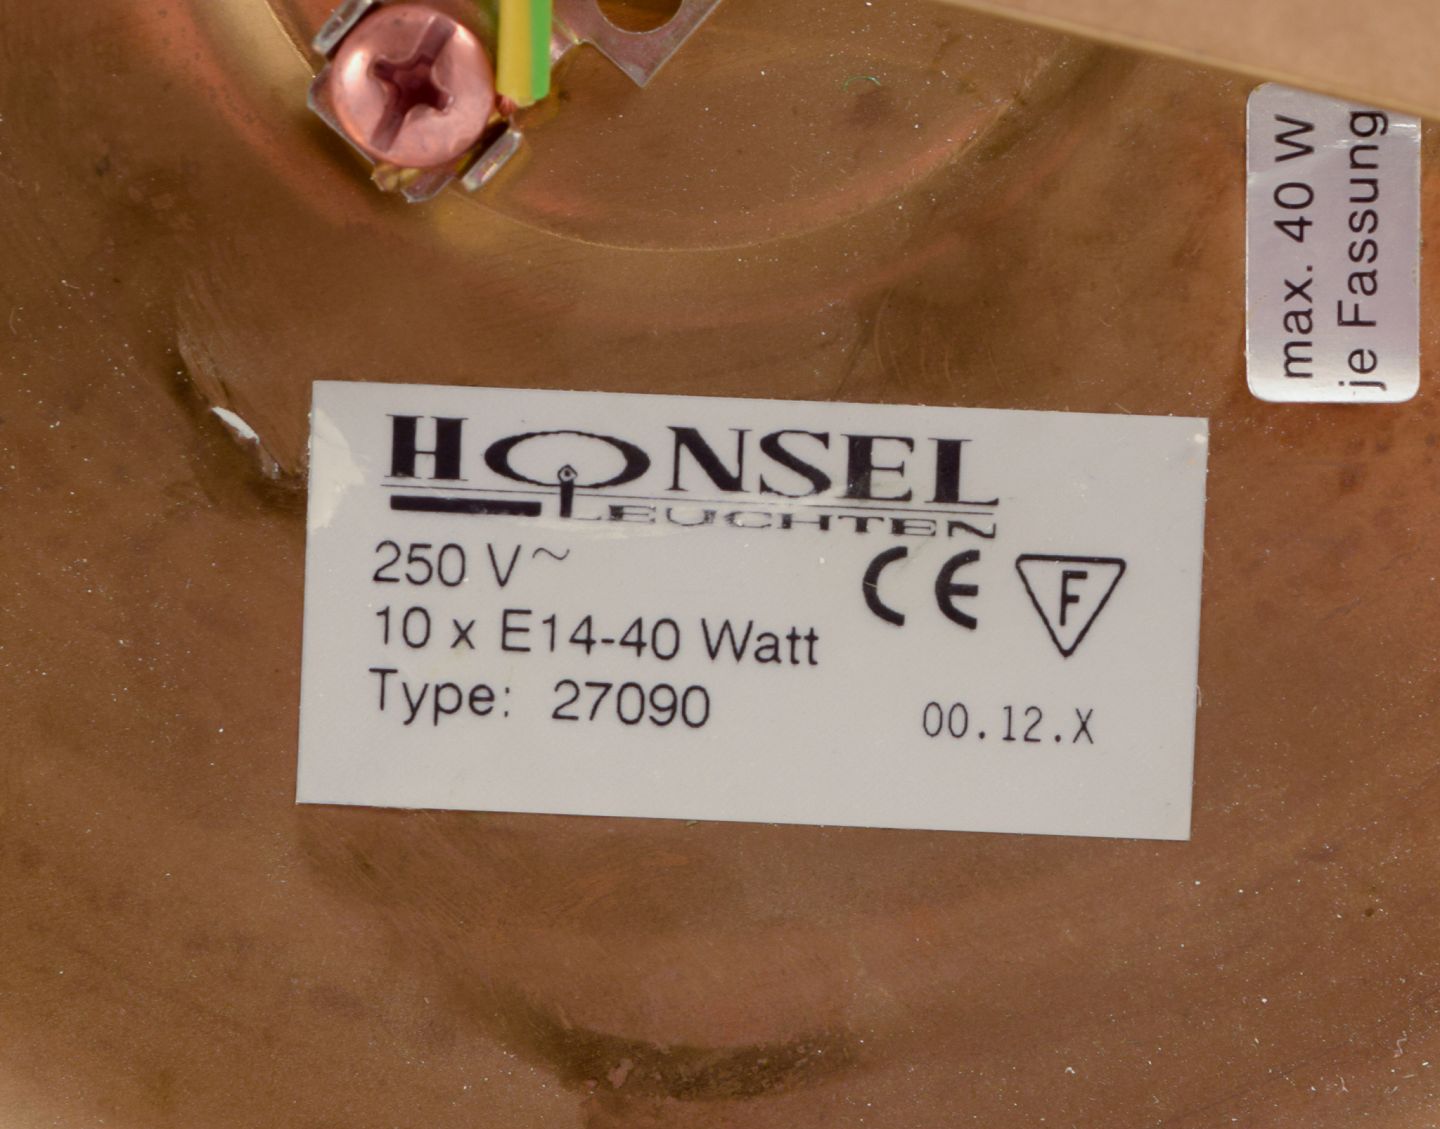 HONSEL
LEUCHTEN
250 V~
CE F
10 x E14-40 Watt
Type: 27090
00.12.X
max. 40 W
je Fassung